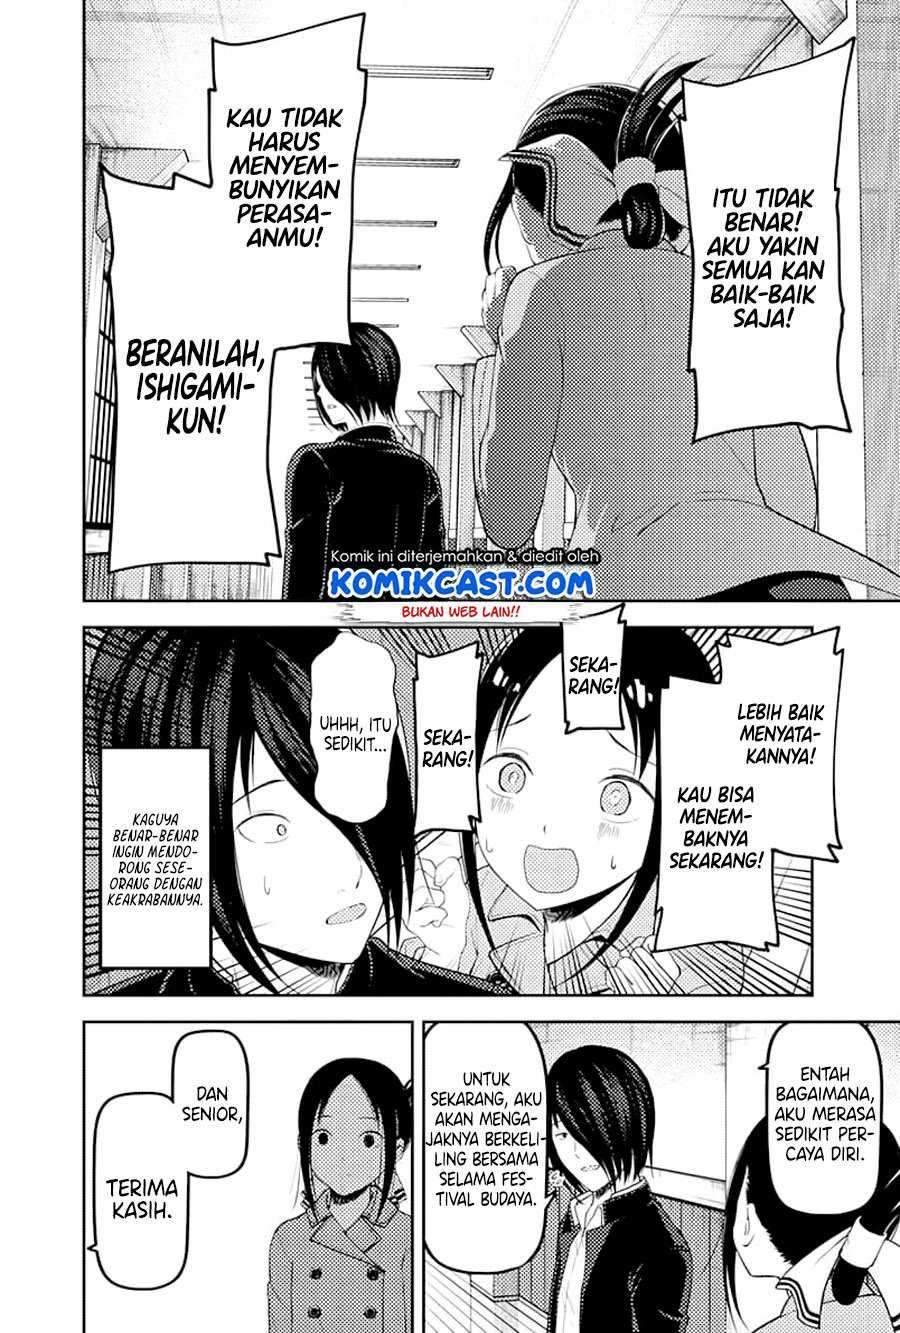 ITU TIDAK
BENAR!
AKU YAKIN
SEMUA KAN
BAIK-BAIK
SAJA!
KAU TIDAK
HARUS
MENYEM-
BUNYIKAN
PERASA-
ANMU!
BERANILAH,
ISHIGAMI-
KUN!
Komik ini diterjemahkan & diedit oleh
KOMIKCAST.COM
BUKAN WEB LAIN!!
LEBIH BAIK
MENYATA-
KANNYA!
KAU BISA
MENEM-
BAKNYA
SEKARANG!
SEKA-
RANG!
SEKA-
RANG!
UHHH, ITU
SEDIKIT...
KAGUYA
BENAR-BENAR
INGIN MENDO-
RONG SESE-
ORANG DENGAN
KEAKRABANNYA.
ENTAH
BAGAIMANA,
AKU MERASA
SEDIKIT PER-
CAYA DIRI.
UNTUK
SEKARANG, AKU
AKAN MENGA-
JAKNYA BERKELI-
LING BERSAMA
SELAMA FES-
TIVAL BUDAYA.
DAN
SENIOR,
TERIMA
KASIH.